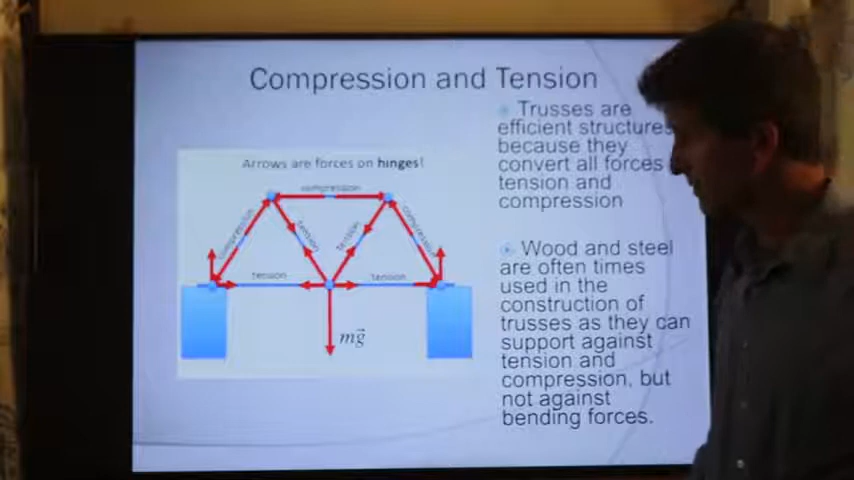 Compression and Tension
Trusses are
efficient structures
because they
convert all forces
tension and
compression
Arrows are forces on hinges!
compression
compression
tension
tension
compression
tension
tension
mg⃗
Wood and steel
are often times
used in the
construction of
trusses as they can
support against
tension and
compression, but
not against
bending forces.